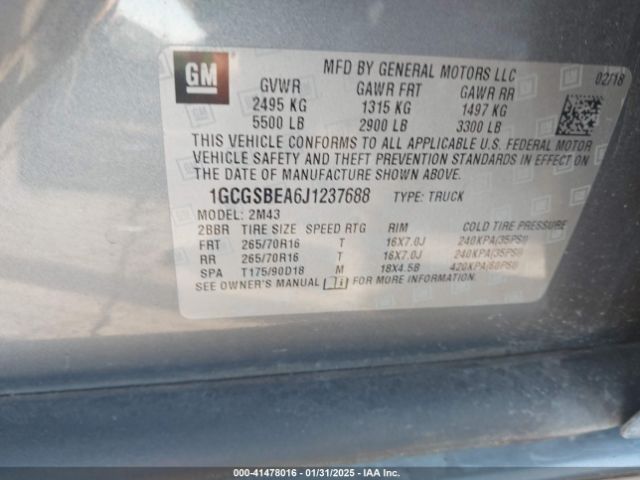 GM
MFD BY GENERAL MOTORS LLC 02/18
GVWR GAWR FRT GAWR RR
2495 KG 1315 KG 1497 KG
5500 LB 2900 LB 3300 LB
THIS VEHICLE CONFORMS TO ALL APPLICABLE U.S. FEDERAL MOTOR
VEHICLE SAFETY AND THEFT PREVENTION STANDARDS IN EFFECT ON
THE DATE OF MANUFACTURE SHOWN ABOVE.
1GCGSBEA6J1237688 TYPE: TRUCK
MODEL: 2M43
2BBR TIRE SIZE SPEED RTG RIM COLD TIRE PRESSURE
FRT 265/70R16 T 16X7.0J 240KPA(35PSI)
RR 265/70R16 T 16X7.0J 240KPA(35PSI)
SPA T175/90D18 M 18X4.5B 420KPA(60PSI)
SEE OWNER'S MANUAL i FOR MORE INFORMATION.
000-41478016 — 01/31/2025 — IAA Inc.